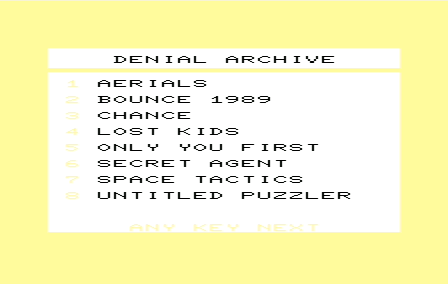 DENIAL ARCHIVE
1 AERIALS
2 BOUNCE 1989
3 CHANCE
4 LOST KIDS
5 ONLY YOU FIRST
6 SECRET AGENT
7 SPACE TACTICS
8 UNTITLED PUZZLER
ANY KEY NEXT